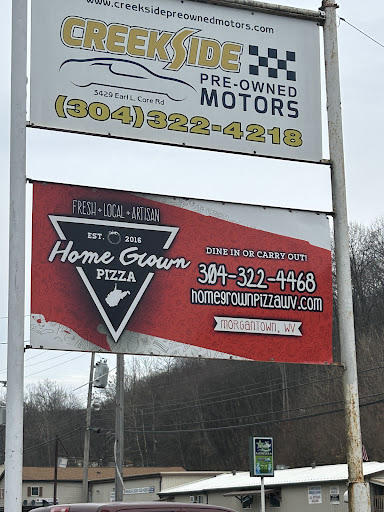 www.creeksidepreownedmotors.com
CREEKSIDE
PRE-OWNED
MOTORS
3429 Earl L. Core Rd
(304)322-4218
FRESH + LOCAL + ARTISAN
EST. 2016
Home Grown
PIZZA
DINE IN OR CARRY OUT!
304-322-4468
homegrownpizzawv.com
MORGANTOWN, WV